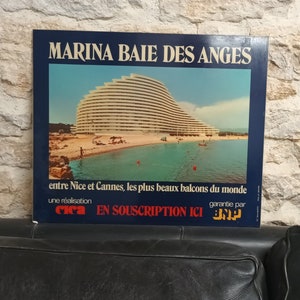 MARINA BAIE DES ANGES
entre Nice et Cannes, les plus beaux balcons du monde
une réalisation
cica
EN SOUSCRIPTION ICI
garantie par
BNP